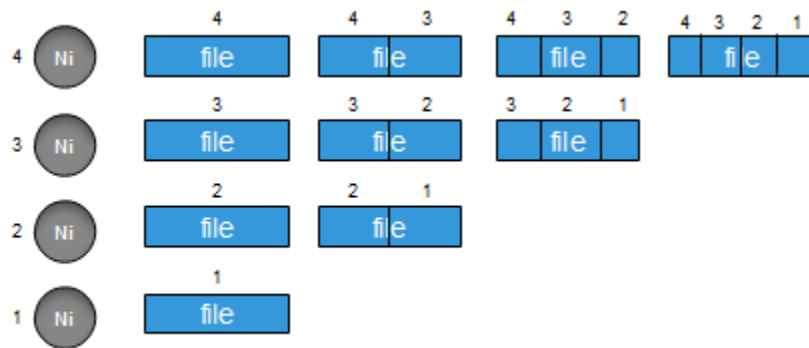 4 4 3 4 3 2 4 3 2 1
4 Ni file file file file
3 3 2 3 2 1
3 Ni file file file
2 2 1
2 Ni file file
1
1 Ni file